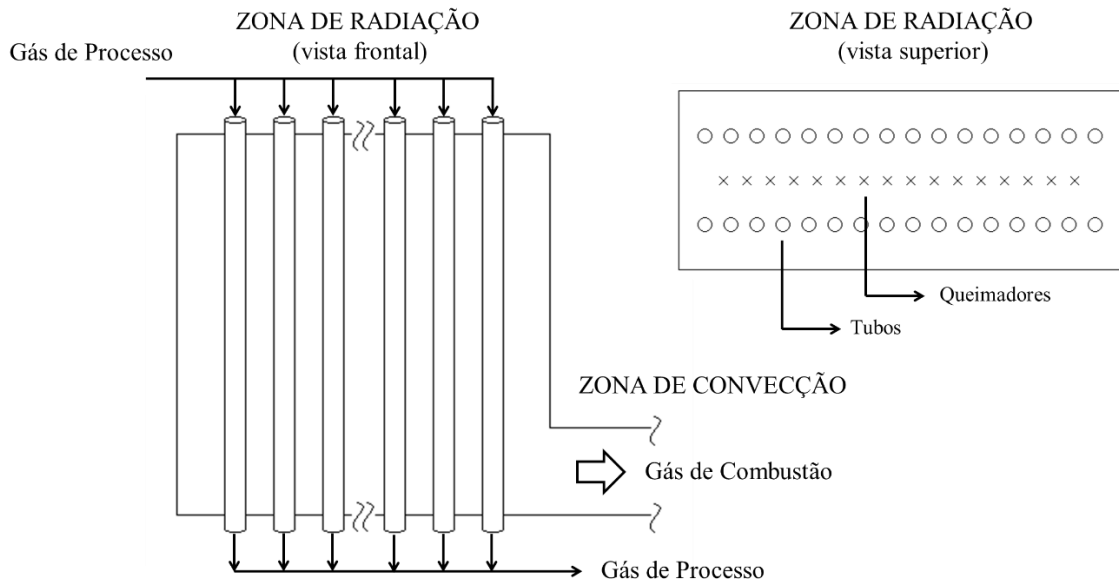 ZONA DE RADIAÇÃO
(vista frontal)
Gás de Processo
ZONA DE RADIAÇÃO
(vista superior)
Queimadores
Tubos
ZONA DE CONVECÇÃO
Gás de Combustão
Gás de Processo